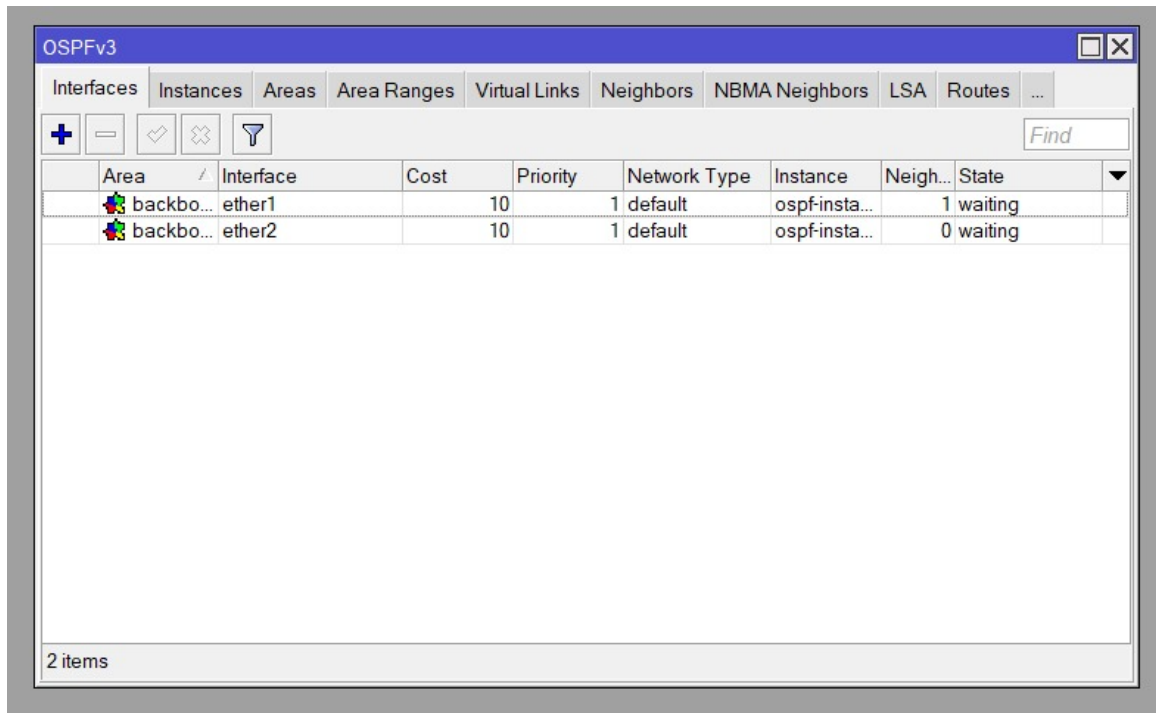 OSPFv3
Interfaces Instances Areas Area Ranges Virtual Links Neighbors NBMA Neighbors LSA Routes ...
Find
Area Interface Cost Priority Network Type Instance Neigh... State
backbo... ether1 10 1 default ospf-insta... 1 waiting
backbo... ether2 10 1 default ospf-insta... 0 waiting
2 items